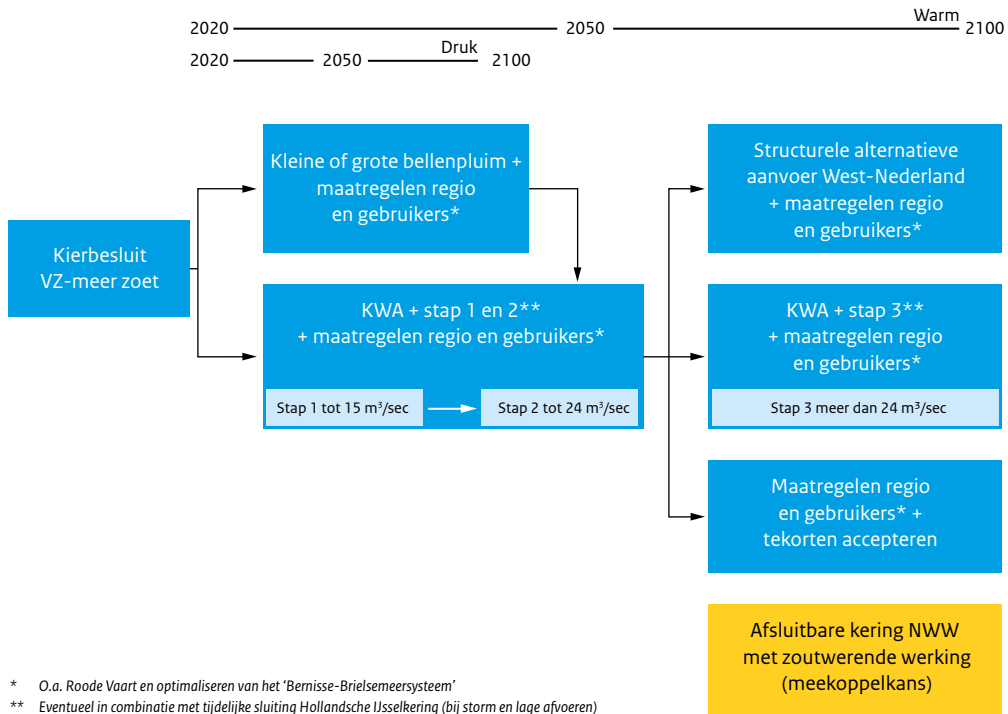 Warm
2020 2050 2100
Druk
2020 2050 2100
Kierbesluit
VZ-meer zoet
Kleine of grote bellenpluim +
maatregelen regio
en gebruikers*
KWA + stap 1 en 2**
+ maatregelen regio en gebruikers*
Stap 1 tot 15 m³/sec
Stap 2 tot 24 m³/sec
Structurele alternatieve
aanvoer West-Nederland
+ maatregelen regio
en gebruikers*
KWA + stap 3**
+ maatregelen regio
en gebruikers*
Stap 3 meer dan 24 m³/sec
Maatregelen regio
en gebruikers* +
tekorten accepteren
Afsluitbare kering NWW
met zoutwerende werking
(meekoppelkans)
* O.a. Roode Vaart en optimaliseren van het ‘Bernisse-Brielsemeersysteem’
** Eventueel in combinatie met tijdelijke sluiting Hollandsche IJsselkering (bij storm en lage afvoeren)